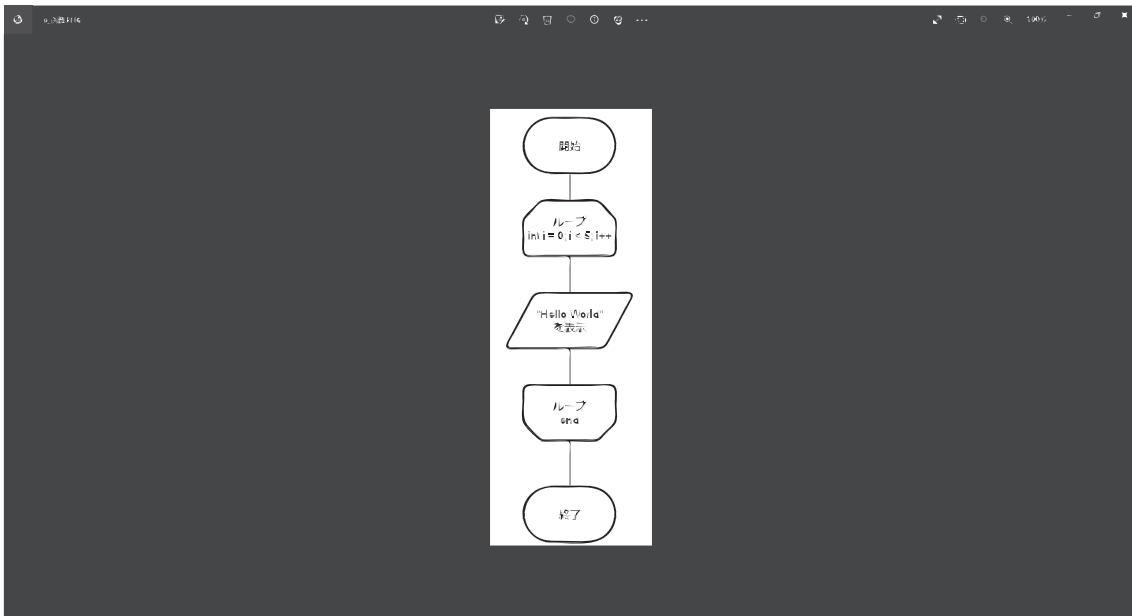 100%
開始
ループ
int i = 0; i < 5; i++
"Hello World"
を表示
ループ
end
終了